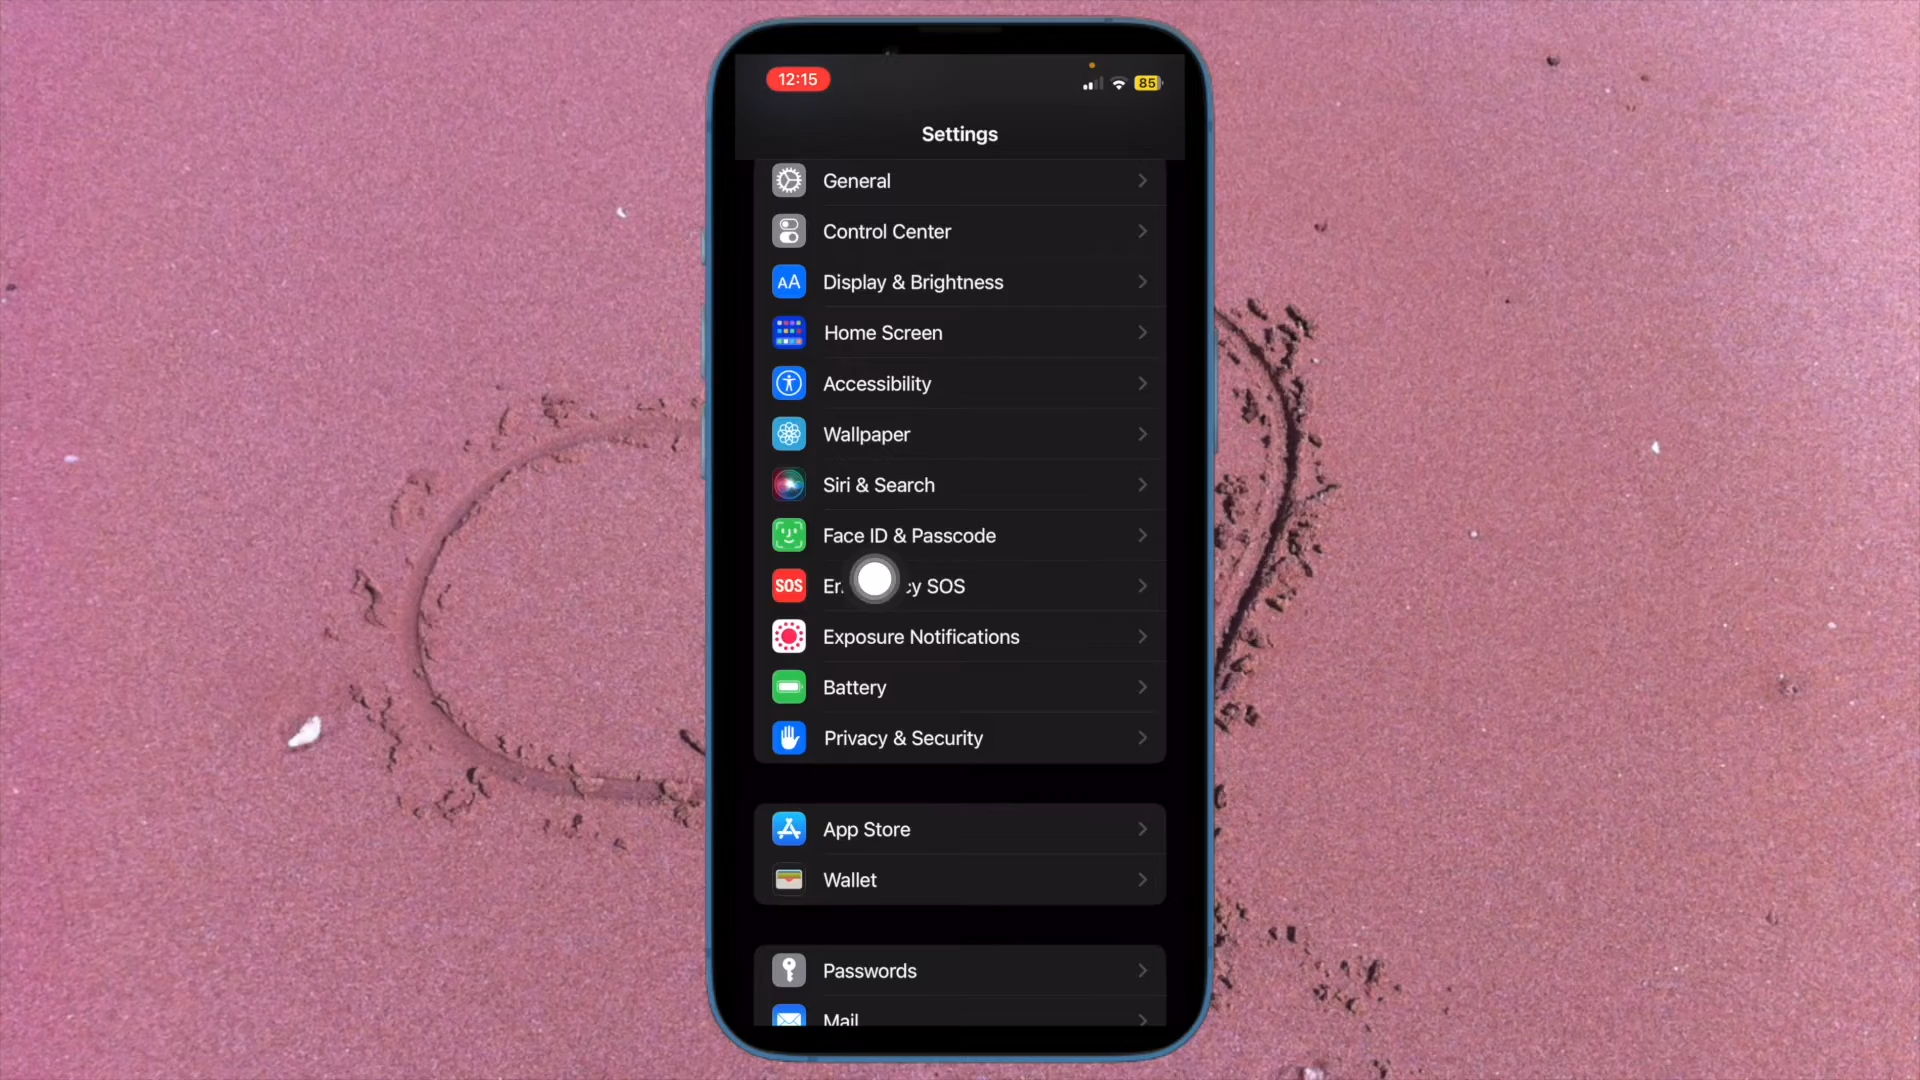 12:15
85
Settings
General
Control Center
AA Display & Brightness
Home Screen
Accessibility
Wallpaper
Siri & Search
Face ID & Passcode
SOS SOS
Exposure Notifications
Battery
Privacy & Security
App Store
Wallet
Passwords
Mail